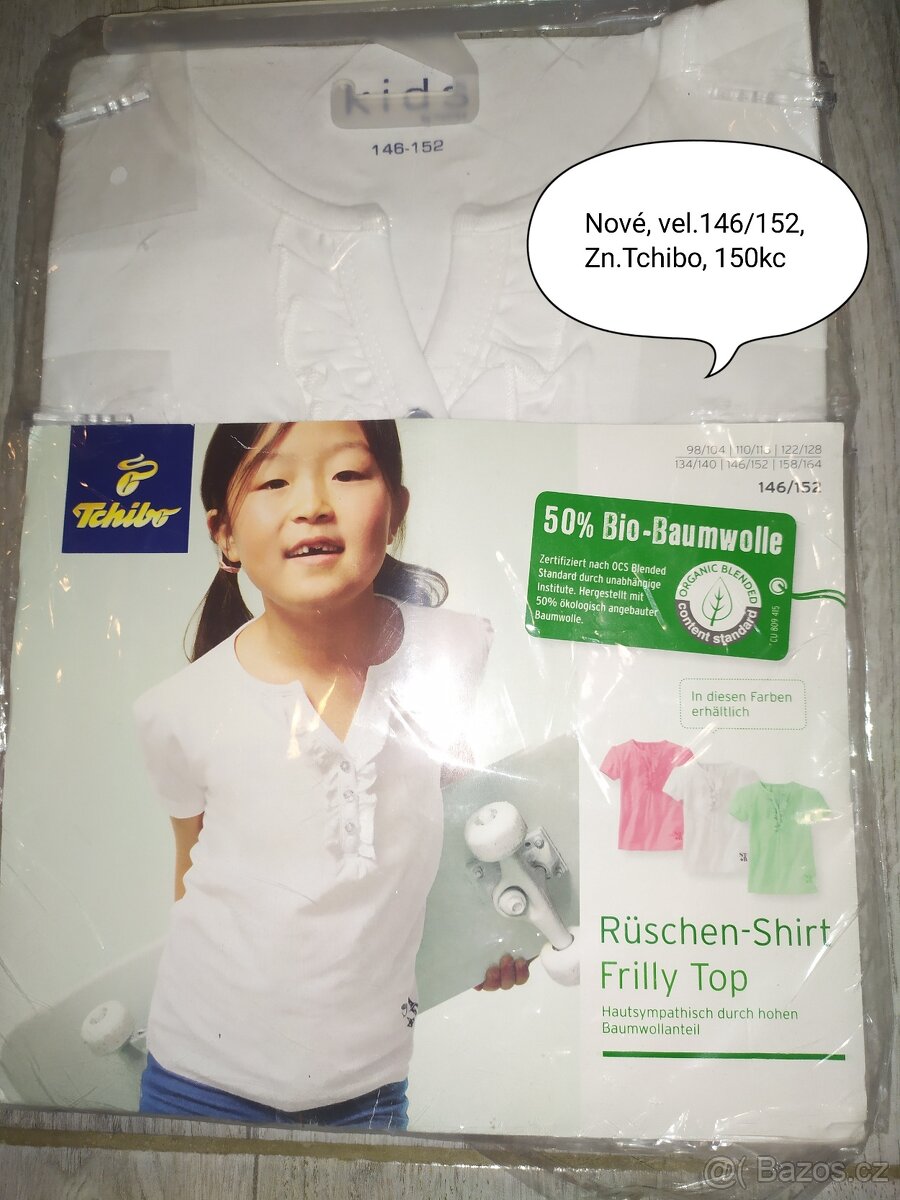 kids
146-152
Nové, vel.146/152,
Zn.Tchibo, 150kc
98/104 | 110/116 | 122/128
134/140 | 146/152 | 158/164
146/152
Tchibo
50% Bio-Baumwolle
Zertifiziert nach OCS Blended
Standard durch unabhängige
Institute. Hergestellt mit
50% ökologisch angebauter
Baumwolle.
ORGANIC BLENDED
content standard
CU 809 415
In diesen Farben
erhältlich
Rüschen-Shirt
Frilly Top
Hautsympathisch durch hohen
Baumwollanteil
@( Bazos.cz